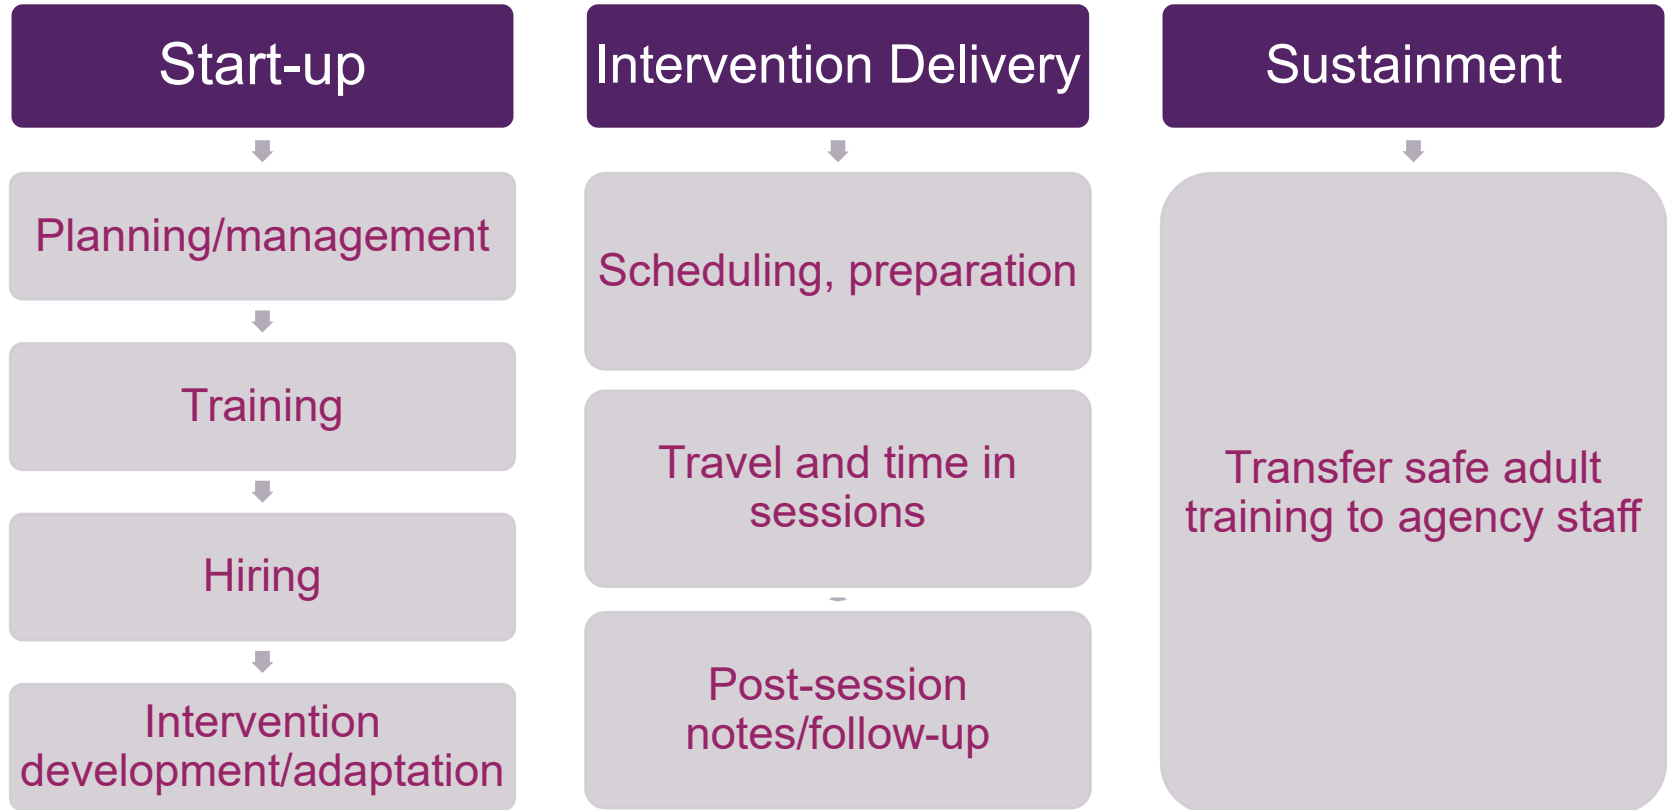 Start-up
Planning/management
Training
Hiring
Intervention
development/adaptation
Intervention Delivery
Scheduling, preparation
Travel and time in
sessions
Post-session
notes/follow-up
Sustainment
Transfer safe adult
training to agency staff